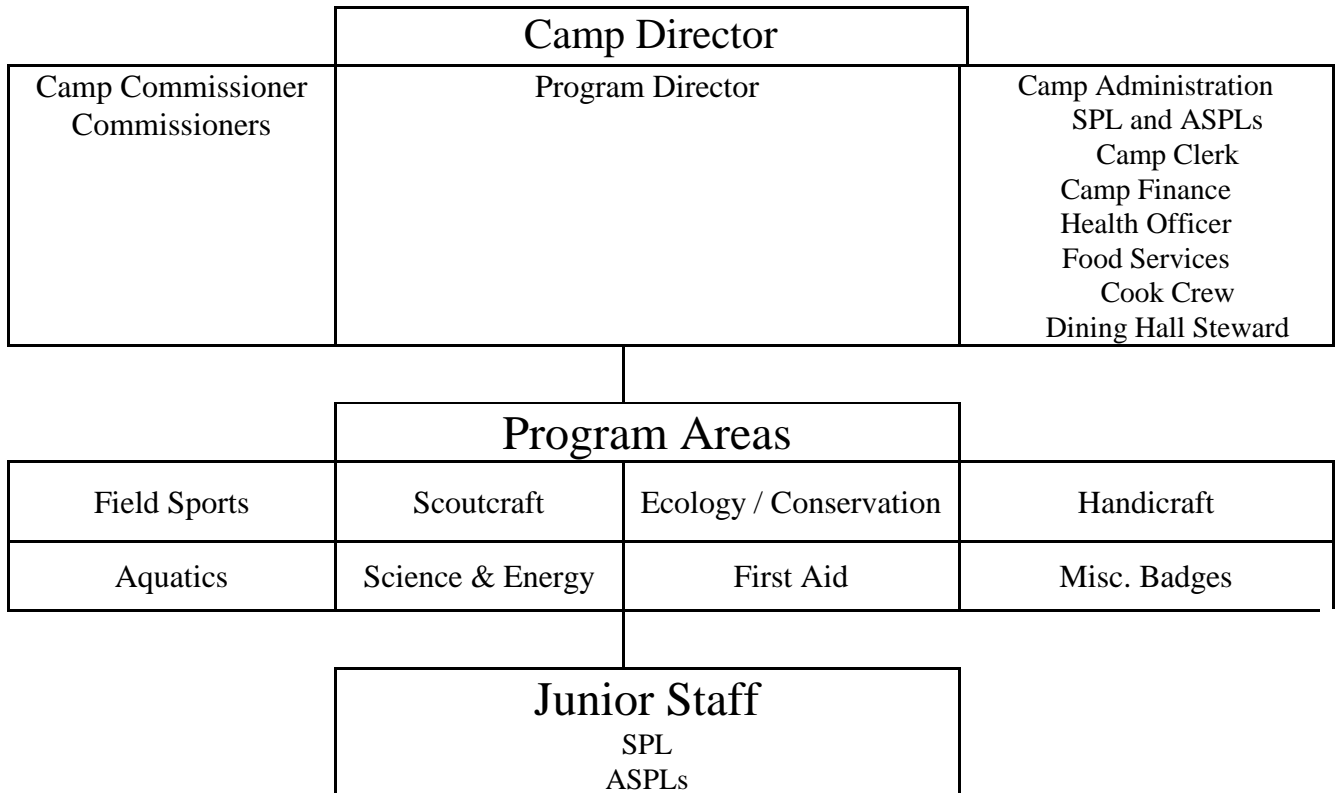 Camp Director
Camp Commissioner
Commissioners
Program Director
Camp Administration
SPL and ASPLs
Camp Clerk
Camp Finance
Health Officer
Food Services
Cook Crew
Dining Hall Steward
Program Areas
Field Sports
Scoutcraft
Ecology / Conservation
Handicraft
Aquatics
Science & Energy
First Aid
Misc. Badges
Junior Staff
SPL
ASPLs